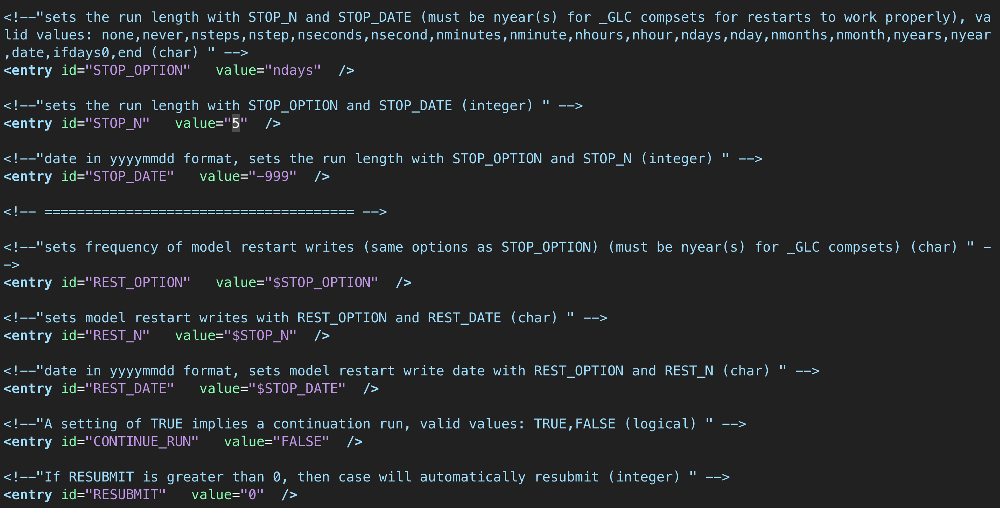 <!--"sets the run length with STOP_N and STOP_DATE (must be nyear(s) for _GLC compsets for restarts to work properly), va
lid values: none,never,nsteps,nstep,nseconds,nsecond,nminutes,nminute,nhours,nhour,ndays,nday,nmonths,nmonth,nyears,nyear
,date,ifdays0,end (char) " -->
<entry id="STOP_OPTION"   value="ndays"  />
<!--"sets the run length with STOP_OPTION and STOP_DATE (integer) " -->
<entry id="STOP_N"   value="5"  />
<!--"date in yyyymmdd format, sets the run length with STOP_OPTION and STOP_N (integer) " -->
<entry id="STOP_DATE"   value="-999"  />
<!-- ====================================== -->
<!--"sets frequency of model restart writes (same options as STOP_OPTION) (must be nyear(s) for _GLC compsets) (char) " -
->
<entry id="REST_OPTION"   value="$STOP_OPTION"  />
<!--"sets model restart writes with REST_OPTION and REST_DATE (char) " -->
<entry id="REST_N"   value="$STOP_N"  />
<!--"date in yyyymmdd format, sets model restart write date with REST_OPTION and REST_N (char) " -->
<entry id="REST_DATE"   value="$STOP_DATE"  />
<!--"A setting of TRUE implies a continuation run, valid values: TRUE,FALSE (logical) " -->
<entry id="CONTINUE_RUN"   value="FALSE"  />
<!--"If RESUBMIT is greater than 0, then case will automatically resubmit (integer) " -->
<entry id="RESUBMIT"   value="0"  />